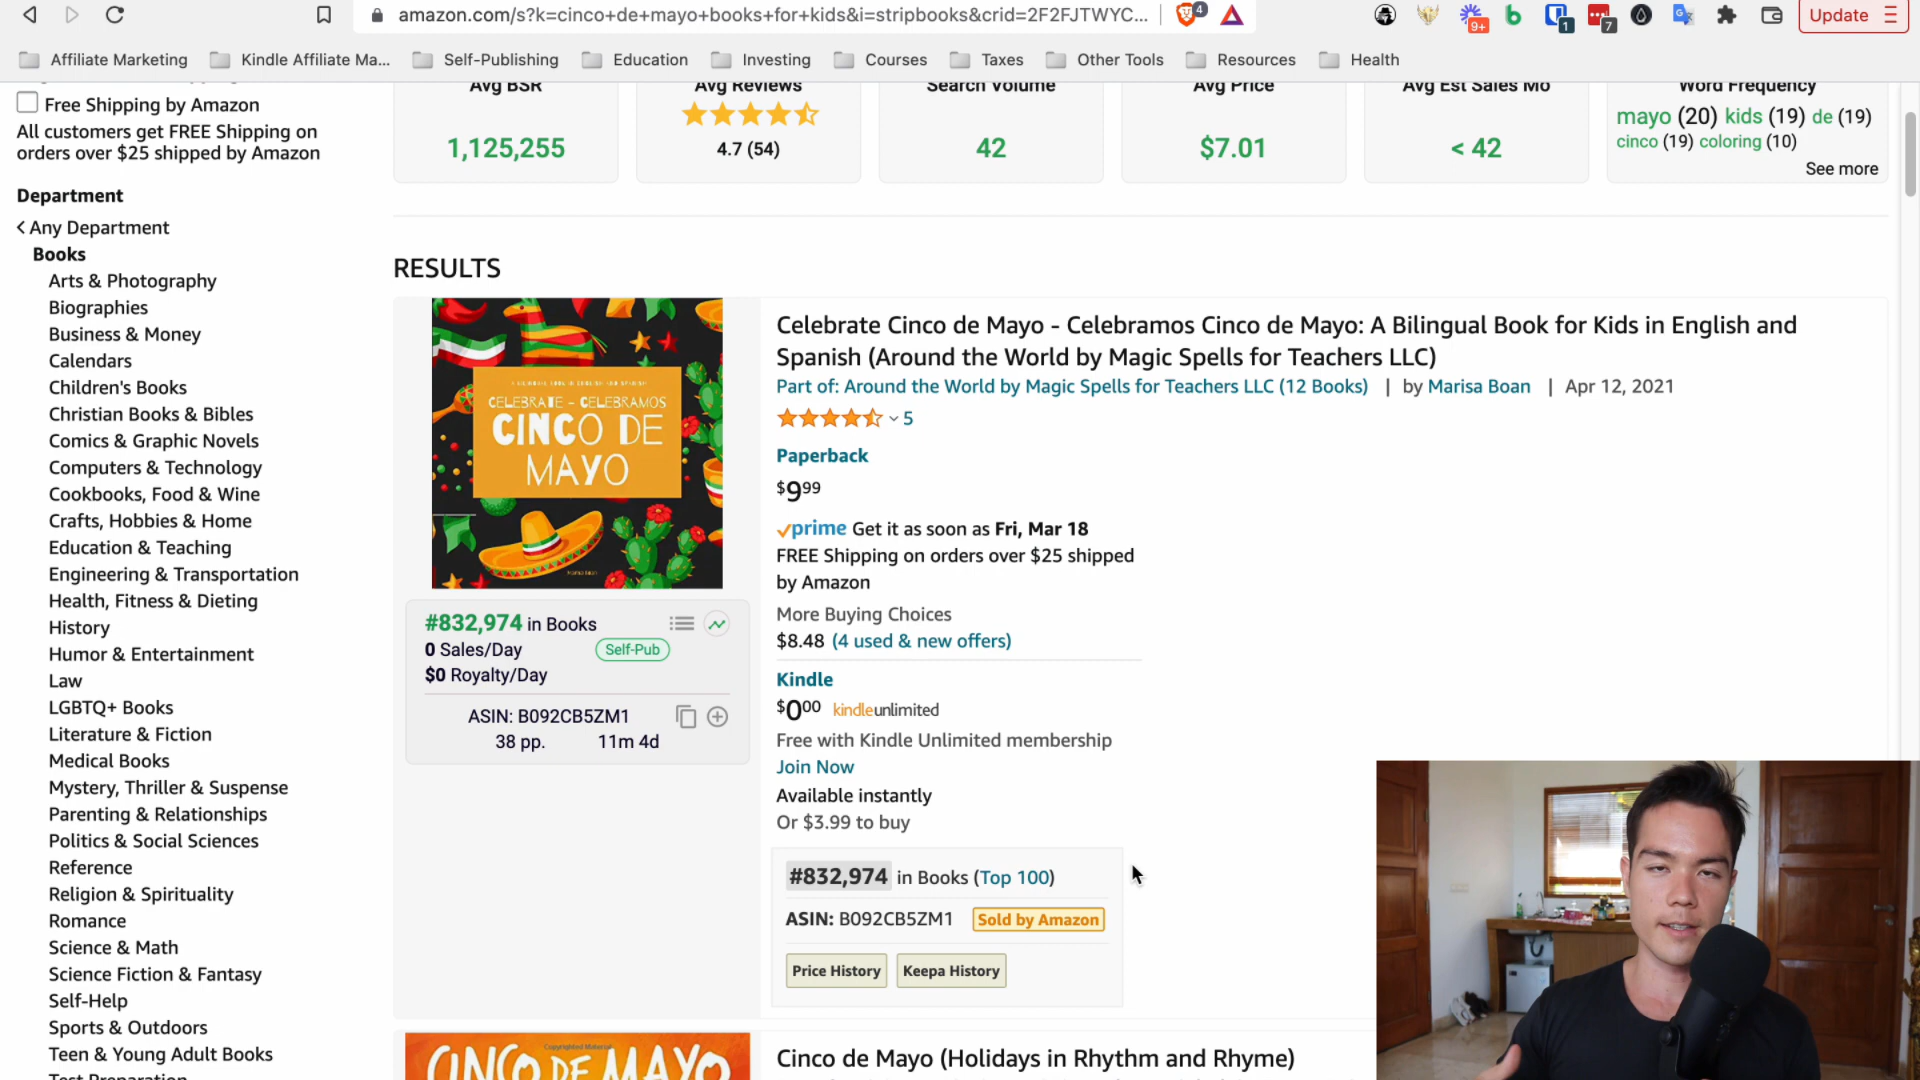 amazon.com/s?k=cinco+de+mayo+books+for+kids&i=stripbooks&crid=2F2FJTWYC...
4
9+
b
1
7
Update
Affiliate Marketing
Kindle Affiliate Ma...
Self-Publishing
Education
Investing
Courses
Taxes
Other Tools
Resources
Health
Free Shipping by Amazon
All customers get FREE Shipping on
orders over $25 shipped by Amazon
Department
Any Department
Books
Arts & Photography
Biographies
Business & Money
Calendars
Children's Books
Christian Books & Bibles
Comics & Graphic Novels
Computers & Technology
Cookbooks, Food & Wine
Crafts, Hobbies & Home
Education & Teaching
Engineering & Transportation
Health, Fitness & Dieting
History
Humor & Entertainment
Law
LGBTQ+ Books
Literature & Fiction
Medical Books
Mystery, Thriller & Suspense
Parenting & Relationships
Politics & Social Sciences
Reference
Religion & Spirituality
Romance
Science & Math
Science Fiction & Fantasy
Self-Help
Sports & Outdoors
Teen & Young Adult Books
Test Preparation
Avg BSR
1,125,255
Avg Reviews
4.7 (54)
Search Volume
42
Avg Price
$7.01
Avg Est Sales Mo
< 42
Word Frequency
mayo (20) kids (19) de (19)
cinco (19) coloring (10)
See more
RESULTS
A BILINGUAL BOOK IN ENGLISH AND SPANISH
CELEBRATE - CELEBRAMOS
CINCO DE
MAYO
#832,974 in Books
0 Sales/Day
Self-Pub
$0 Royalty/Day
ASIN: B092CB5ZM1
38 pp. 11m 4d
Celebrate Cinco de Mayo - Celebramos Cinco de Mayo: A Bilingual Book for Kids in English and
Spanish (Around the World by Magic Spells for Teachers LLC)
Part of: Around the World by Magic Spells for Teachers LLC (12 Books) | by Marisa Boan | Apr 12, 2021
5
Paperback
$9.99
prime Get it as soon as Fri, Mar 18
FREE Shipping on orders over $25 shipped
by Amazon
More Buying Choices
$8.48 (4 used & new offers)
Kindle
$0.00 kindleunlimited
Free with Kindle Unlimited membership
Join Now
Available instantly
Or $3.99 to buy
#832,974 in Books (Top 100)
ASIN: B092CB5ZM1 Sold by Amazon
Price History
Keepa History
Copyrighted Material
CINCO DE MAYO
Cinco de Mayo (Holidays in Rhythm and Rhyme)